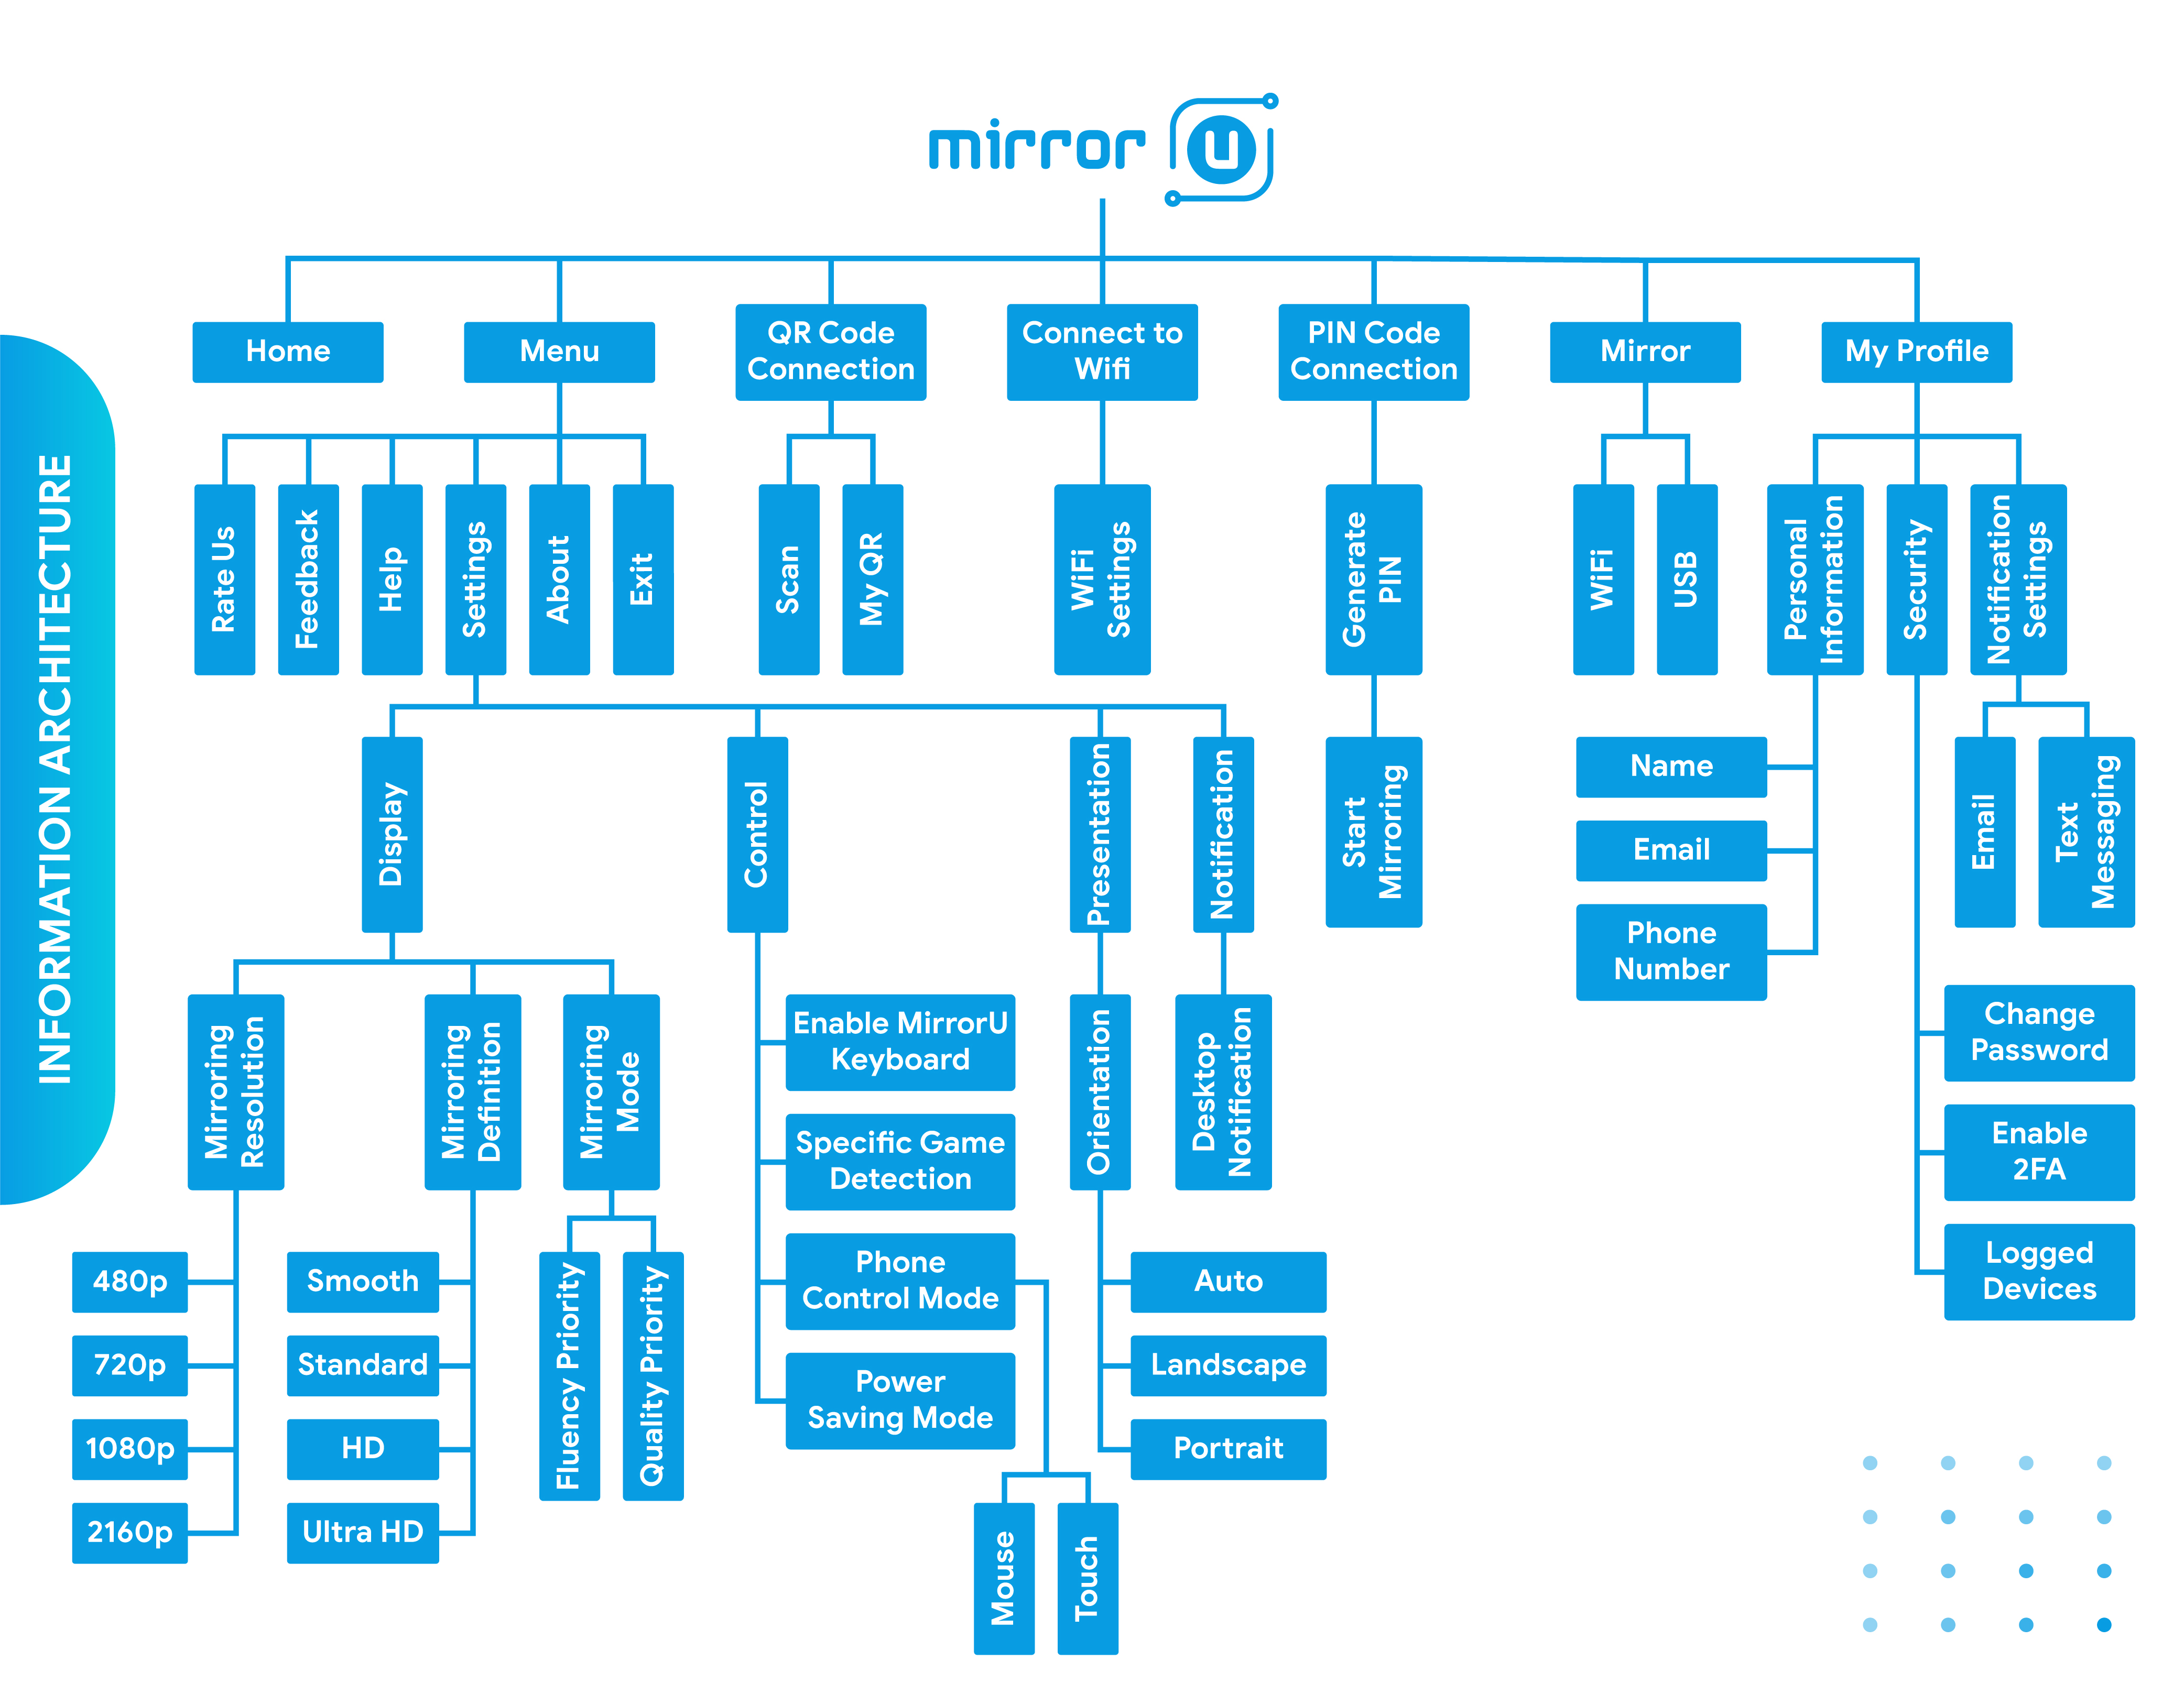 mirror u
INFORMATION ARCHITECTURE
Home
Menu
QR Code
Connection
Connect to
Wifi
PIN Code
Connection
Mirror
My Profile
Rate Us
Feedback
Help
Settings
About
Exit
Scan
My QR
WiFi
Settings
Generate
PIN
WiFi
USB
Personal
Information
Security
Notification
Settings
Display
Control
Presentation
Notification
Start
Mirroring
Name
Email
Phone
Number
Email
Text
Messaging
Mirroring
Resolution
Mirroring
Definition
Mirroring
Mode
Enable MirrorU
Keyboard
Specific Game
Detection
Phone
Control Mode
Power
Saving Mode
Orientation
Desktop
Notification
Change
Password
Enable
2FA
Logged
Devices
480p
720p
1080p
2160p
Smooth
Standard
HD
Ultra HD
Fluency Priority
Quality Priority
Auto
Landscape
Portrait
Mouse
Touch